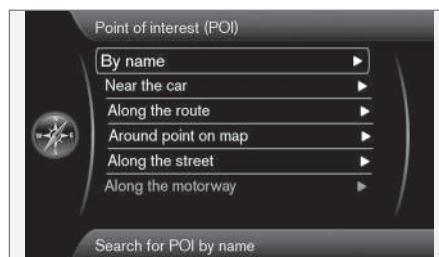 Point of interest (POI)
By name
Near the car
Along the route
Around point on map
Along the street
Along the motorway
Search for POI by name